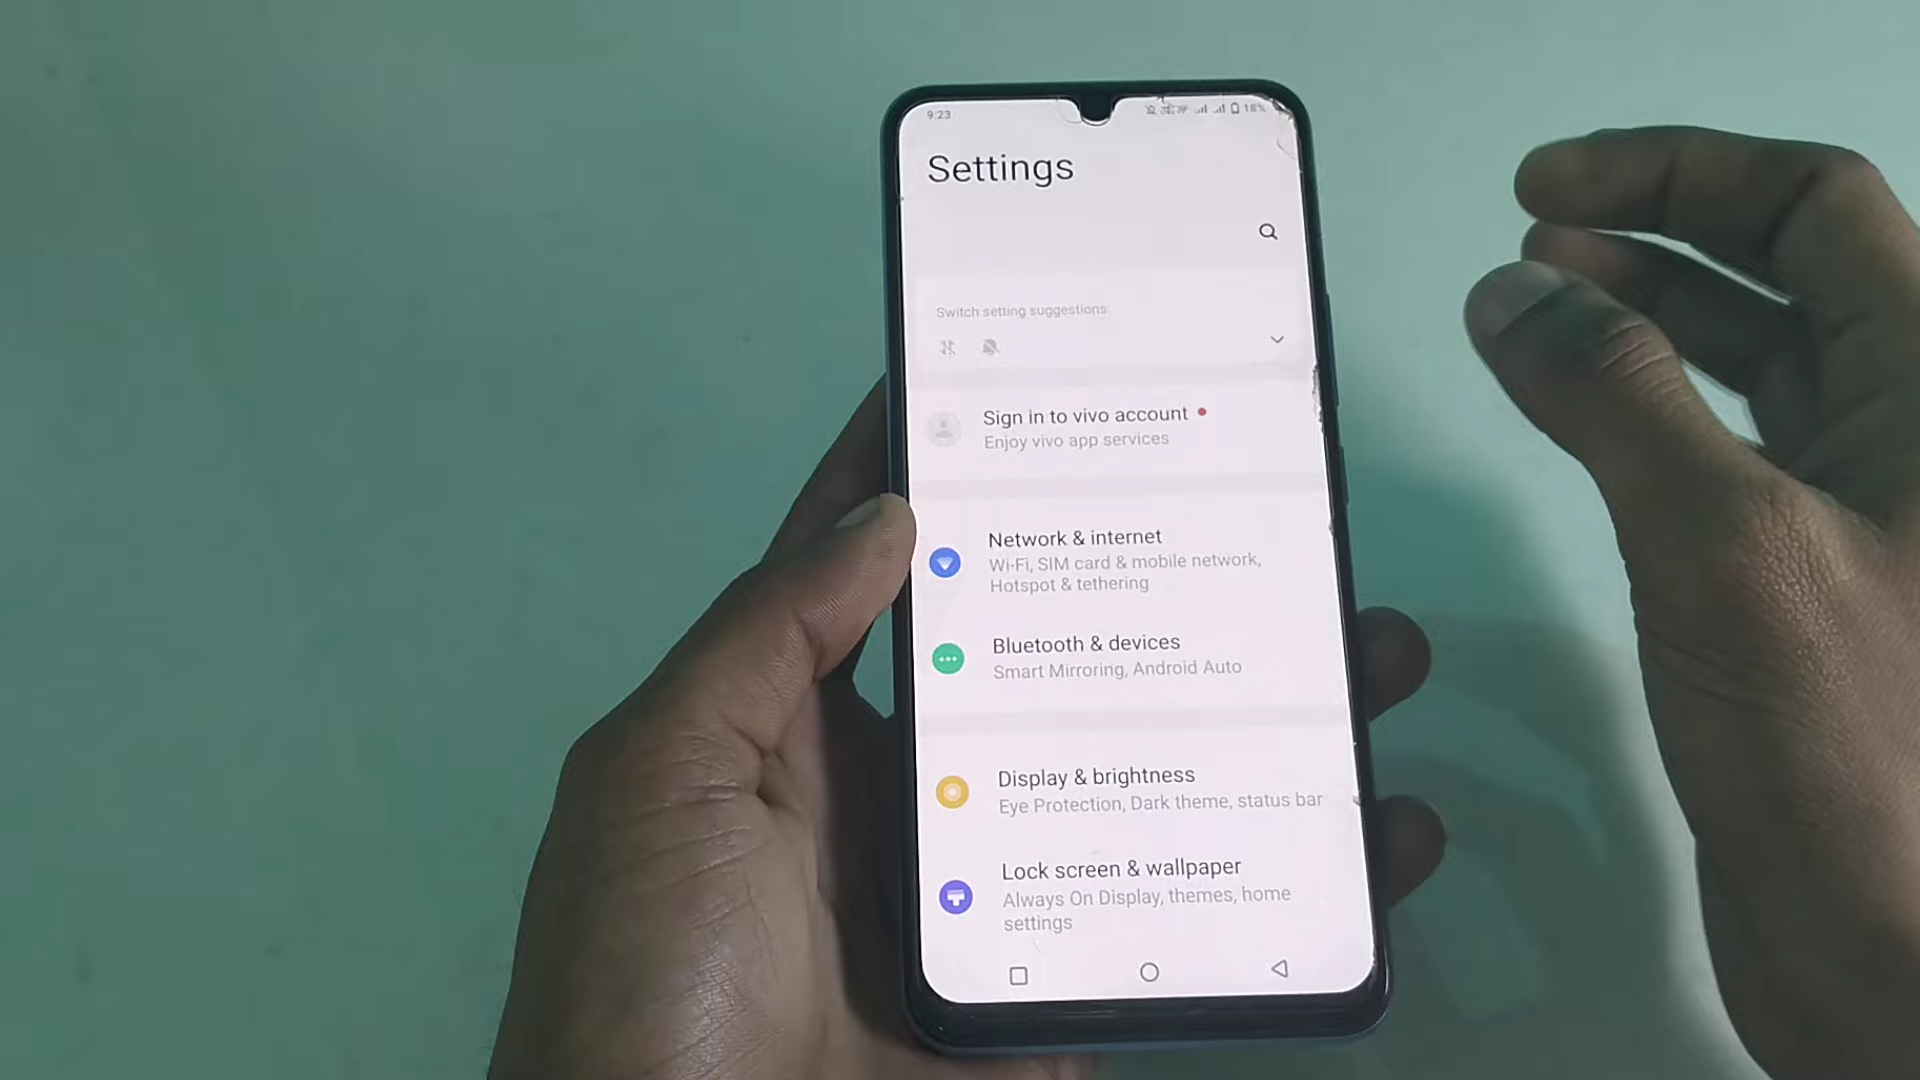 9:23
18%
Settings
Switch setting suggestions
Sign in to vivo account
Enjoy vivo app services
Network & internet
Wi-Fi, SIM card & mobile network,
Hotspot & tethering
Bluetooth & devices
Smart Mirroring, Android Auto
Display & brightness
Eye Protection, Dark theme, status bar
Lock screen & wallpaper
Always On Display, themes, home
settings